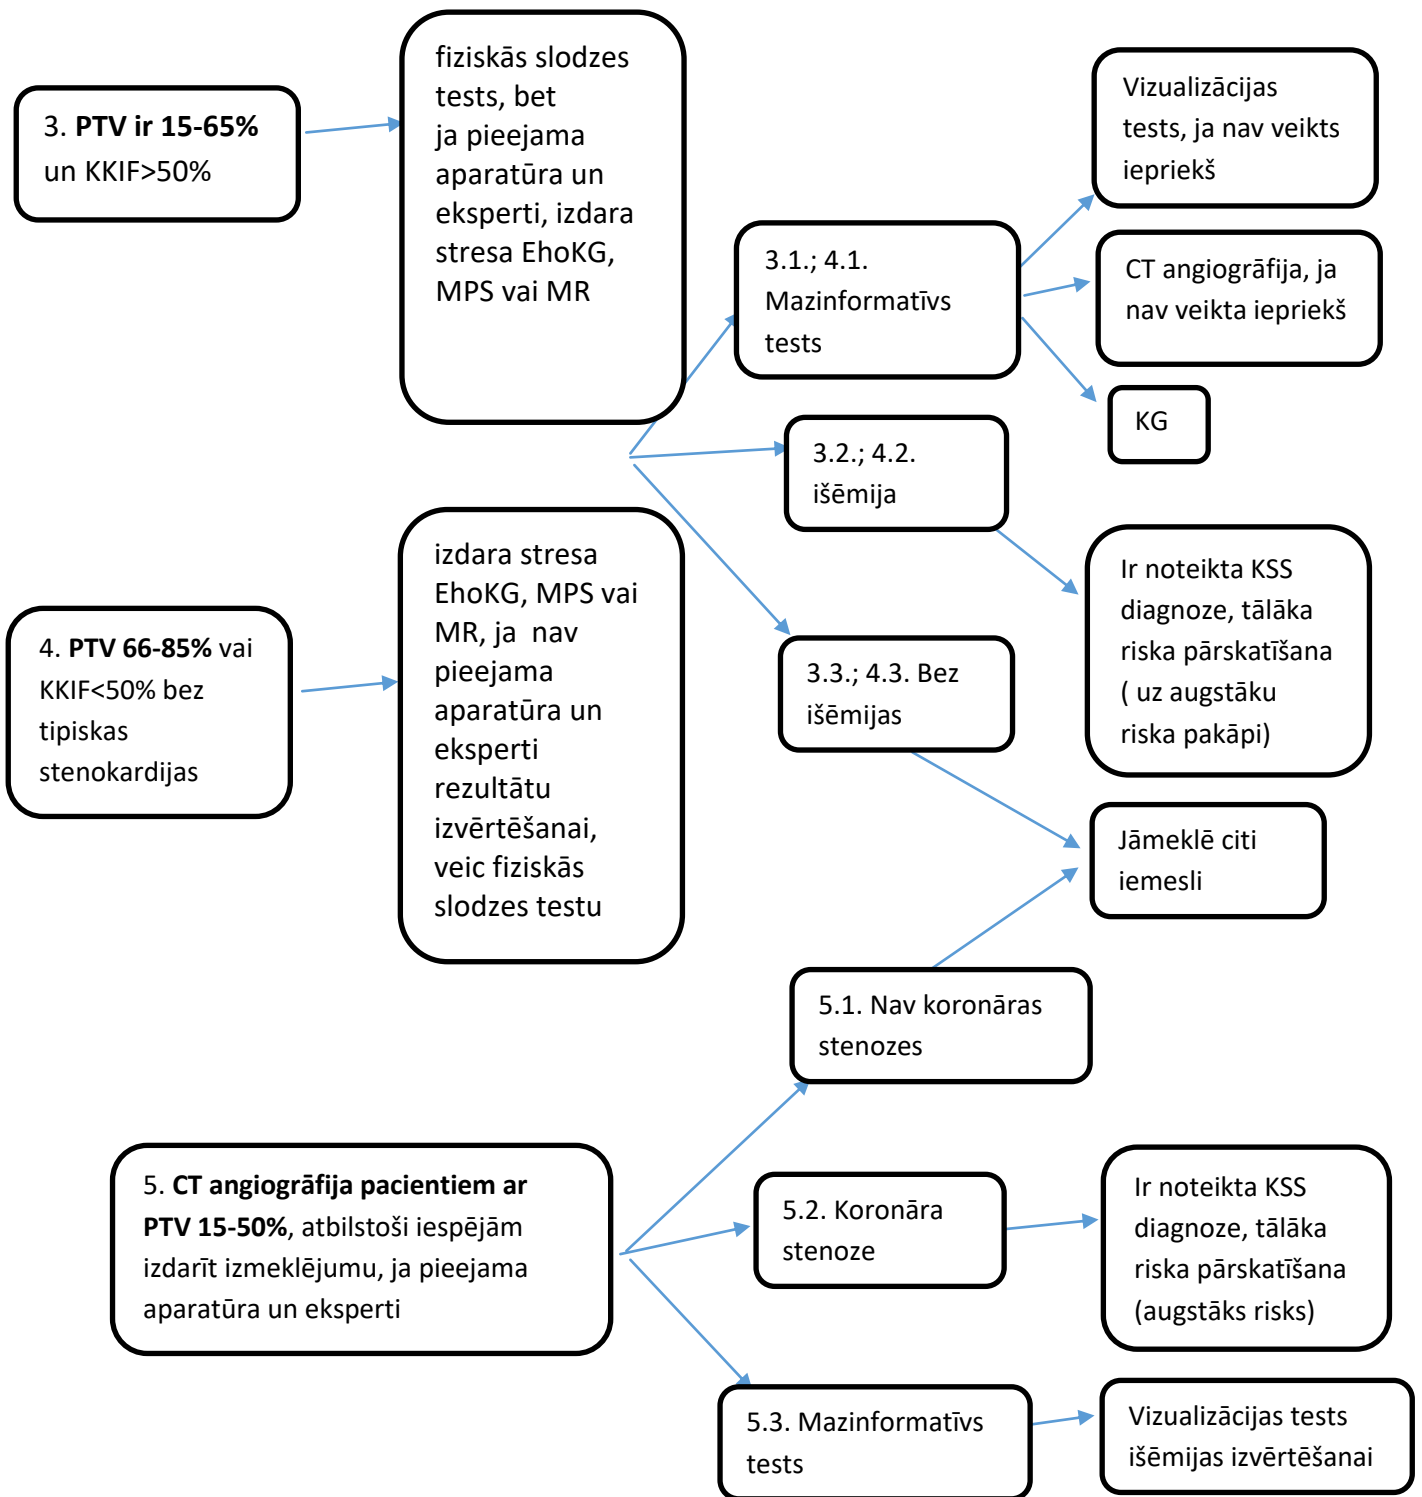 3. PTV ir 15-65%
un KKIF>50%
fiziskās slodzes
tests, bet
ja pieejama
aparatūra un
eksperti, izdara
stresa EhoKG,
MPS vai MR
Vizualizācijas
tests, ja nav veikts
iepriekš
3.1.; 4.1.
Mazinformatīvs
tests
CT angiogrāfija, ja
nav veikta iepriekš
KG
3.2.; 4.2.
išēmija
4. PTV 66-85% vai
KKIF<50% bez
tipiskas
stenokardijas
izdara stresa
EhoKG, MPS vai
MR, ja  nav
pieejama
aparatūra un
eksperti
rezultātu
izvērtēšanai,
veic fiziskās
slodzes testu
Ir noteikta KSS
diagnoze, tālāka
riska pārskatīšana
( uz augstāku
riska pakāpi)
3.3.; 4.3. Bez
išēmijas
Jāmeklē citi
iemesli
5.1. Nav koronāras
stenozes
5. CT angiogrāfija pacientiem ar
PTV 15-50%, atbilstoši iespējām
izdarīt izmeklējumu, ja pieejama
aparatūra un eksperti
5.2. Koronāra
stenoze
Ir noteikta KSS
diagnoze, tālāka
riska pārskatīšana
(augstāks risks)
5.3. Mazinformatīvs
tests
Vizualizācijas tests
išēmijas izvērtēšanai